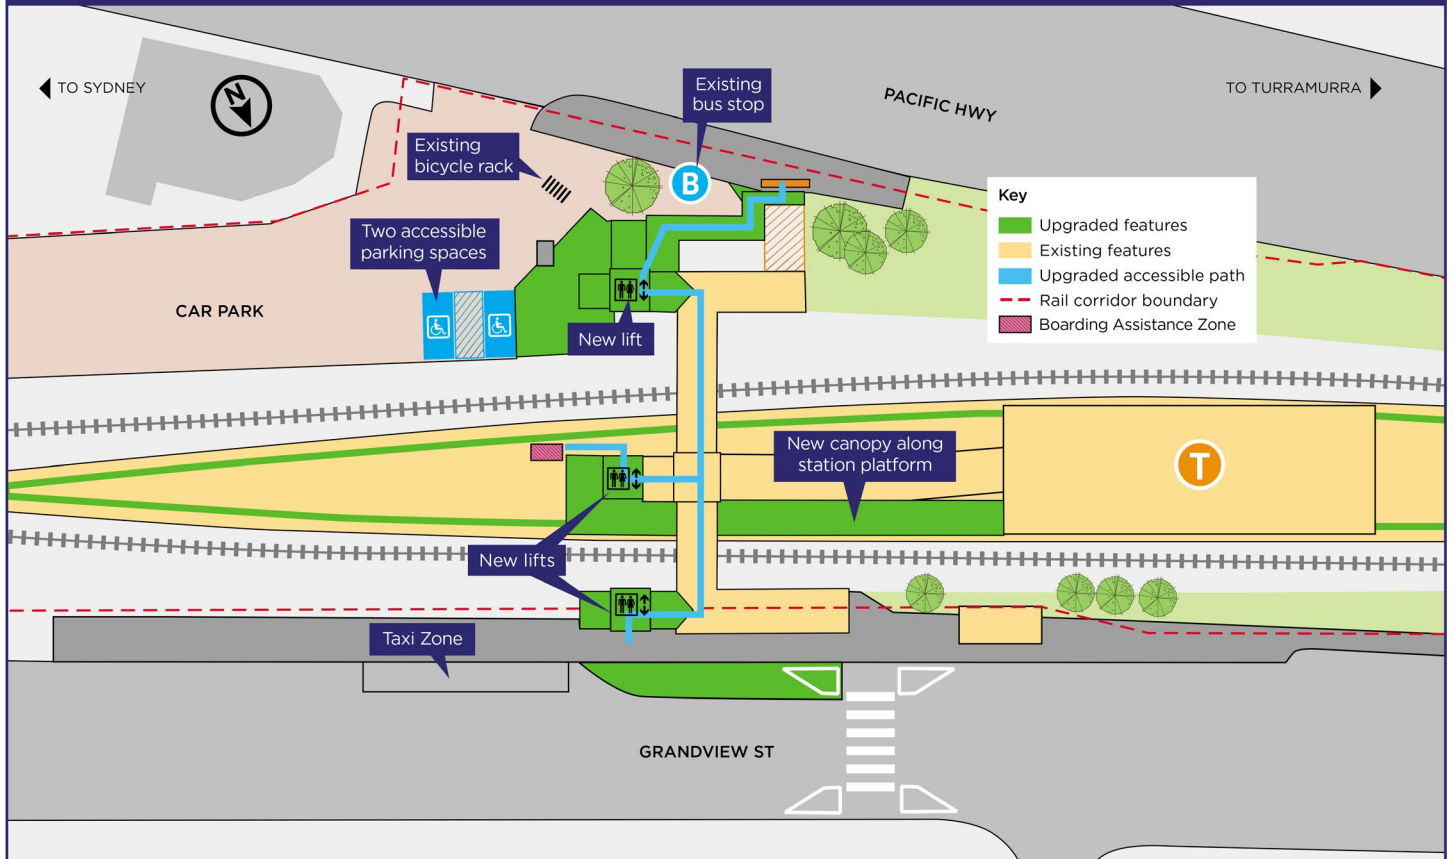 TO SYDNEY
N
Existing
bus stop
PACIFIC HWY
TO TURRAMURRA
Existing
bicycle rack
B
Key
Upgraded features
Existing features
Upgraded accessible path
Rail corridor boundary
Boarding Assistance Zone
Two accessible
parking spaces
CAR PARK
New lift
New canopy along
station platform
T
New lifts
Taxi Zone
GRANDVIEW ST